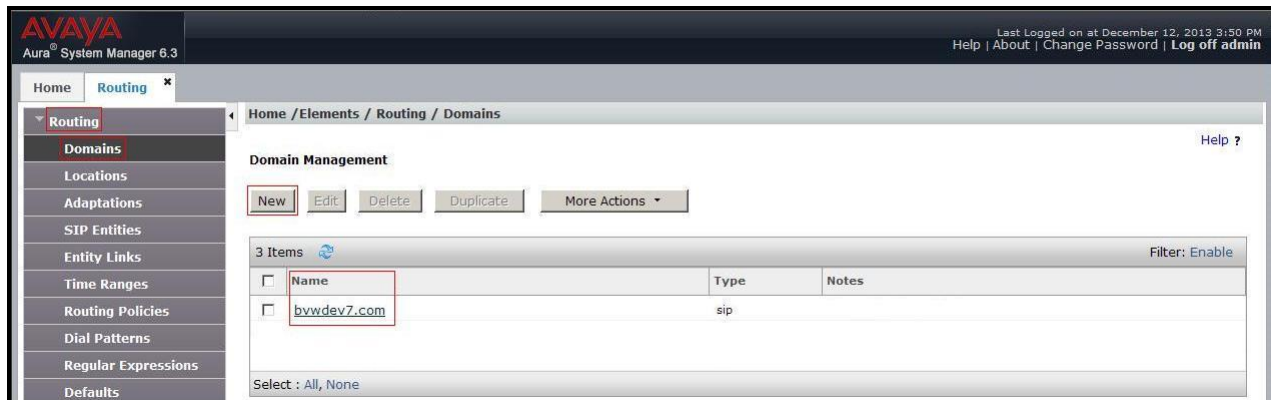 AVAYA
Aura® System Manager 6.3
Last Logged on at December 12, 2013 3:50 PM
Help | About | Change Password | Log off admin
Home
Routing ×
Routing
Domains
Locations
Adaptations
SIP Entities
Entity Links
Time Ranges
Routing Policies
Dial Patterns
Regular Expressions
Defaults
Home /Elements / Routing / Domains
Help ?
Domain Management
New Edit Delete Duplicate More Actions
3 Items Filter: Enable
Name Type Notes
bvwdev7.com sip
Select : All, None